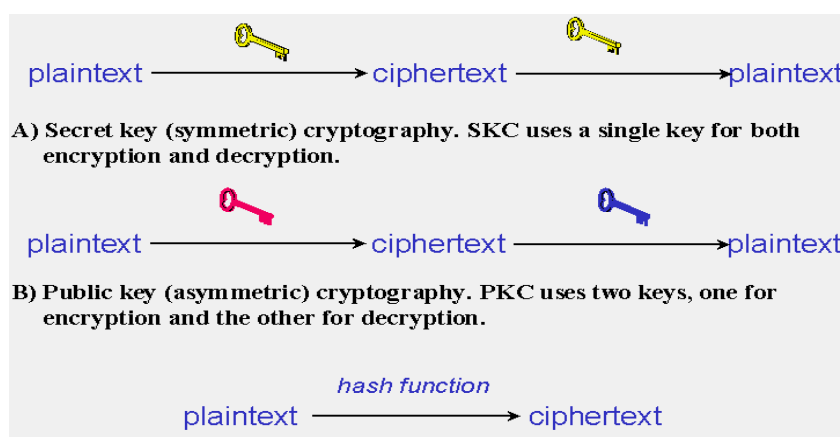 plaintext ciphertext plaintext
A) Secret key (symmetric) cryptography. SKC uses a single key for both
encryption and decryption.
plaintext ciphertext plaintext
B) Public key (asymmetric) cryptography. PKC uses two keys, one for
encryption and the other for decryption.
hash function
plaintext ciphertext